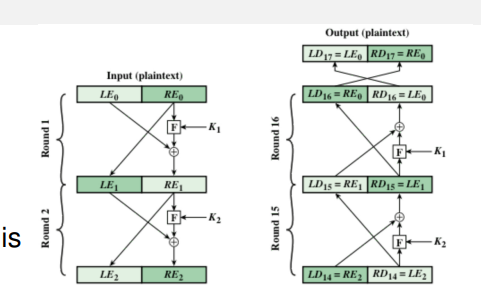 Output (plaintext)
LD₁₇ = LE₀ RD₁₇ = RE₀
Input (plaintext)
LE₀ RE₀ LD₁₆ = RE₀ RD₁₆ = LE₀
Round 1
F K₁
Round 16
F K₁
LE₁ RE₁ LD₁₅ = RE₁ RD₁₅ = LE₁
is
Round 2
F K₂
Round 15
F K₂
LE₂ RE₂ LD₁₄ = RE₂ RD₁₄ = LE₂